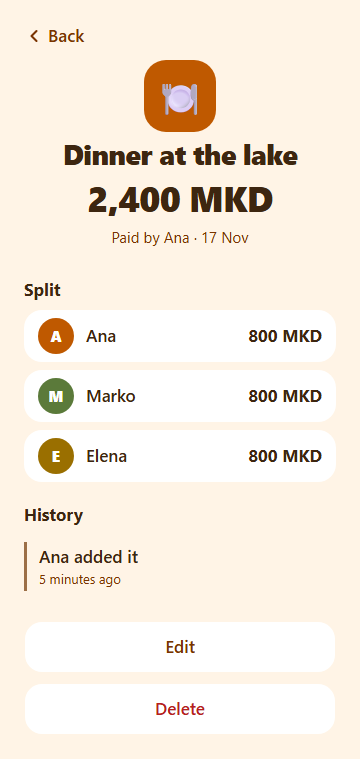 Back
Dinner at the lake
2,400 MKD
Paid by Ana · 17 Nov
Split
A Ana 800 MKD
M Marko 800 MKD
E Elena 800 MKD
History
Ana added it
5 minutes ago
Edit
Delete